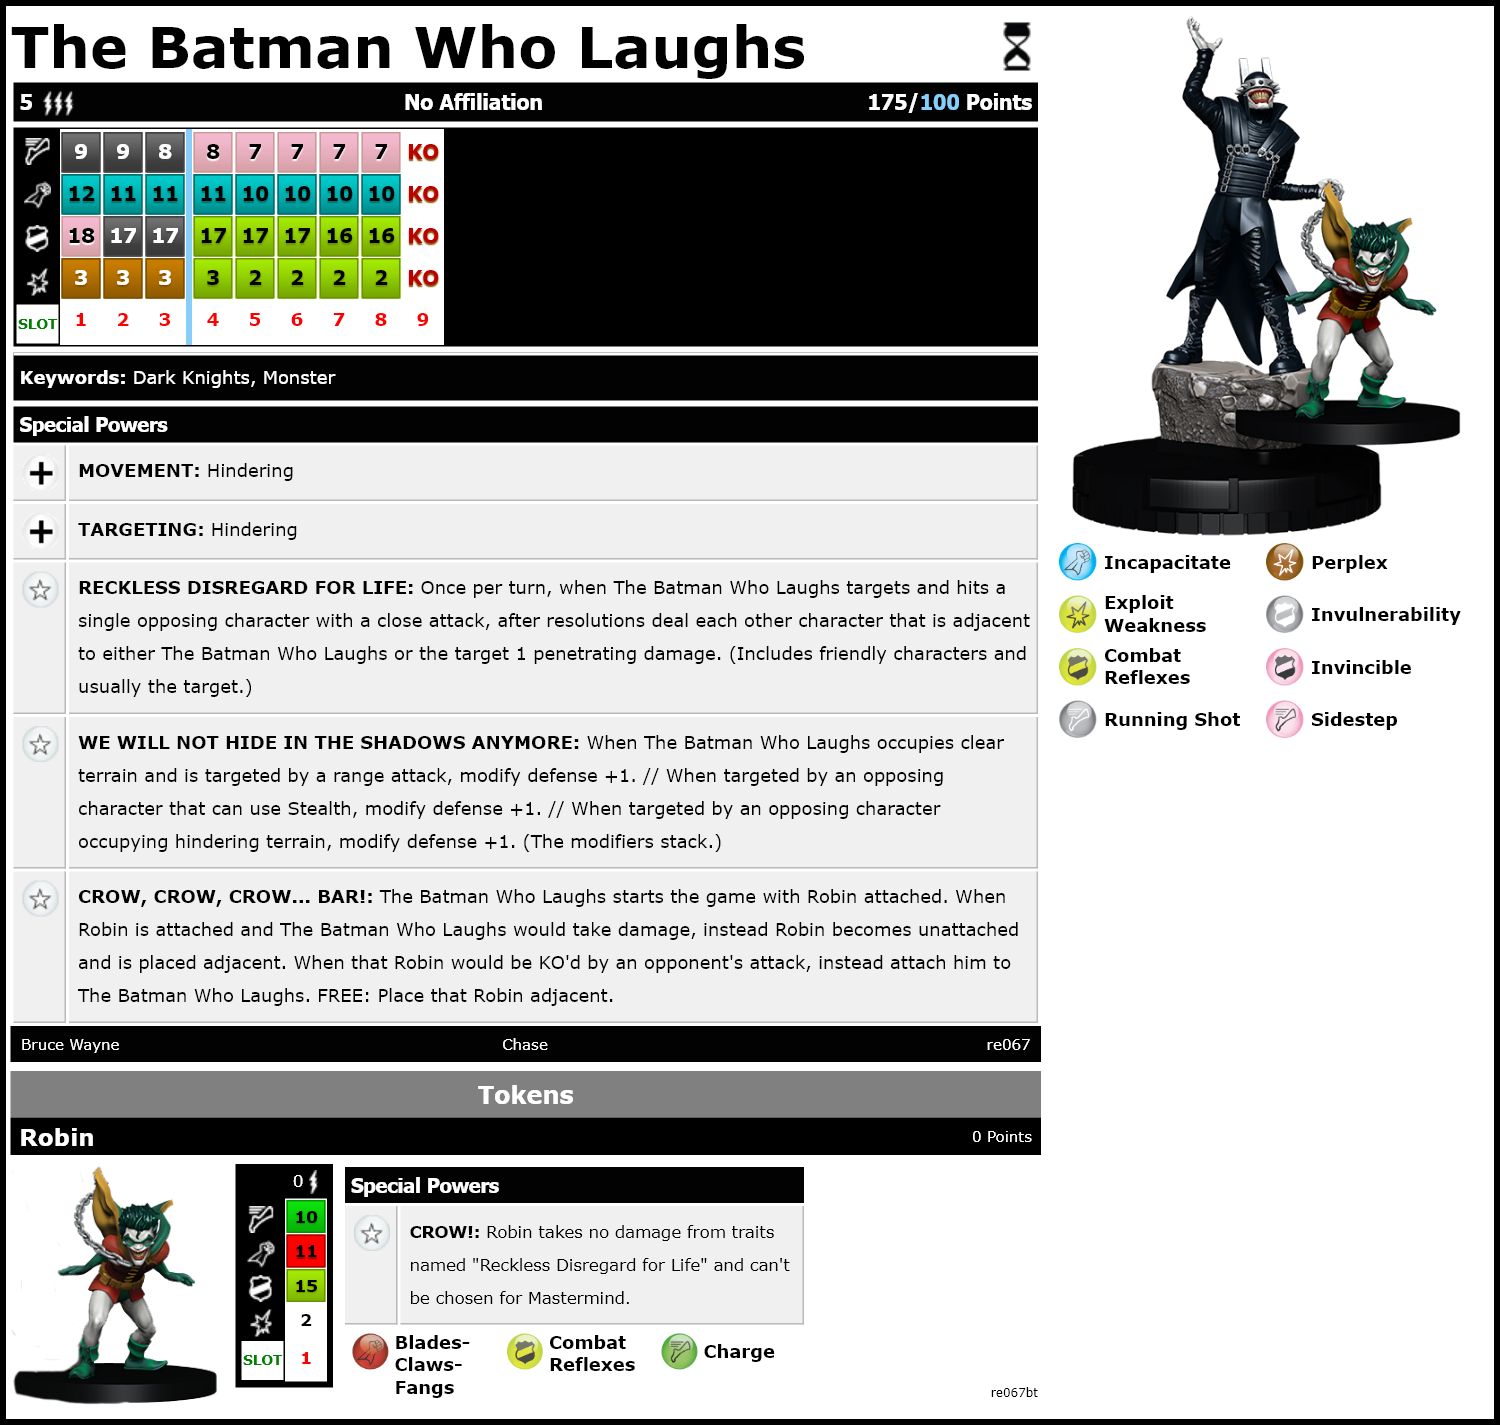 The Batman Who Laughs
5 No Affiliation 175/100 Points
9 9 8 8 7 7 7 7 KO
12 11 11 11 10 10 10 10 KO
18 17 17 17 17 17 16 16 KO
3 3 3 3 2 2 2 2 KO
SLOT 1 2 3 4 5 6 7 8 9
Keywords: Dark Knights, Monster
Special Powers
MOVEMENT: Hindering
TARGETING: Hindering
RECKLESS DISREGARD FOR LIFE: Once per turn, when The Batman Who Laughs targets and hits a
single opposing character with a close attack, after resolutions deal each other character that is adjacent
to either The Batman Who Laughs or the target 1 penetrating damage. (Includes friendly characters and
usually the target.)
WE WILL NOT HIDE IN THE SHADOWS ANYMORE: When The Batman Who Laughs occupies clear
terrain and is targeted by a range attack, modify defense +1. // When targeted by an opposing
character that can use Stealth, modify defense +1. // When targeted by an opposing character
occupying hindering terrain, modify defense +1. (The modifiers stack.)
CROW, CROW, CROW... BAR!: The Batman Who Laughs starts the game with Robin attached. When
Robin is attached and The Batman Who Laughs would take damage, instead Robin becomes unattached
and is placed adjacent. When that Robin would be KO'd by an opponent's attack, instead attach him to
The Batman Who Laughs. FREE: Place that Robin adjacent.
Bruce Wayne Chase re067
Incapacitate Perplex
Exploit
Weakness
Invulnerability
Combat
Reflexes
Invincible
Running Shot Sidestep
Tokens
Robin 0 Points
0
10
11
15
2
SLOT 1
Special Powers
CROW!: Robin takes no damage from traits
named "Reckless Disregard for Life" and can't
be chosen for Mastermind.
Blades-
Claws-
Fangs
Combat
Reflexes
Charge
re067bt